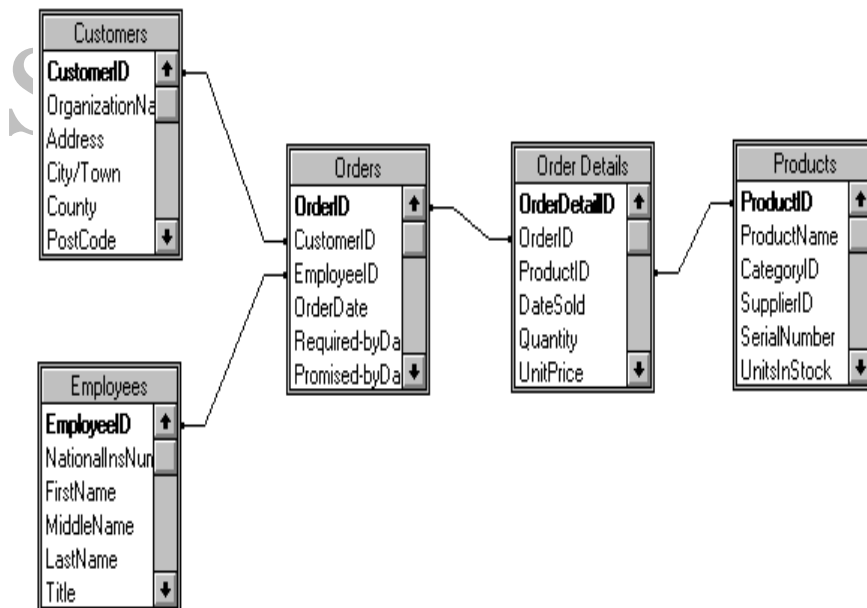 Customers
CustomerID
OrganizationNa
Address
City/Town
County
PostCode
Orders
OrderID
CustomerID
EmployeeID
OrderDate
Required-byDa
Promised-byDa
Order Details
OrderDetailID
OrderID
ProductID
DateSold
Quantity
UnitPrice
Products
ProductID
ProductName
CategoryID
SupplierID
SerialNumber
UnitsInStock
Employees
EmployeeID
NationalInsNum
FirstName
MiddleName
LastName
Title